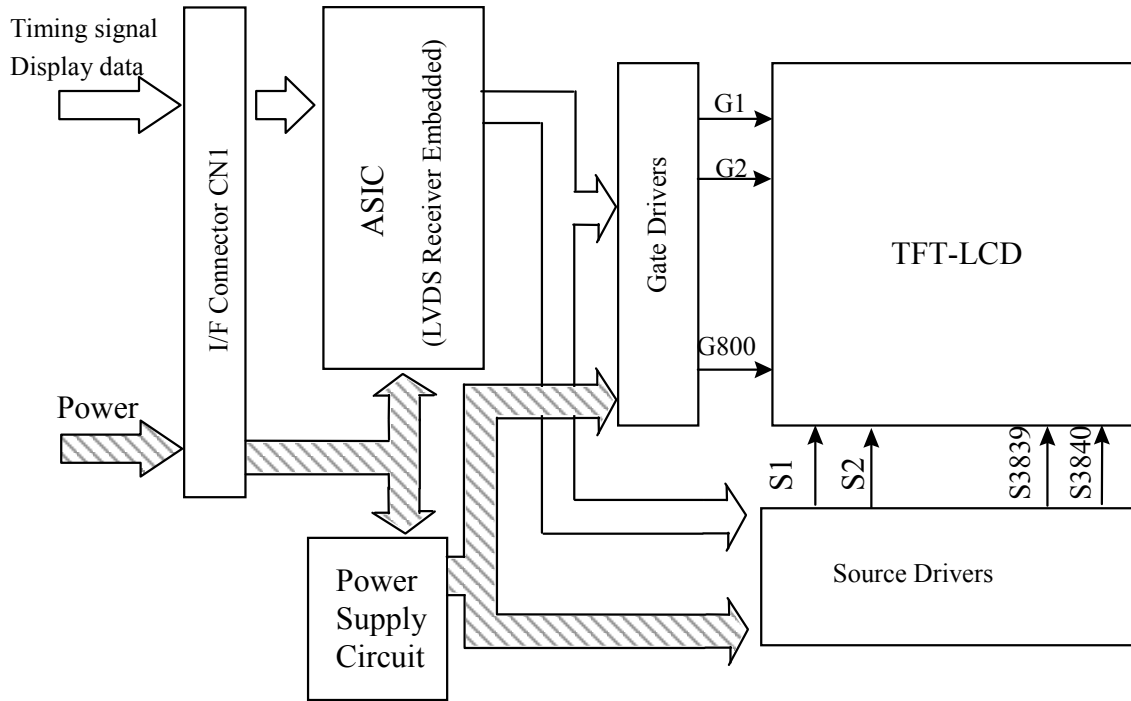 Timing signal
Display data
I/F Connector CN1
ASIC
(LVDS Receiver Embedded)
Gate Drivers
G1
G2
G800
TFT-LCD
Power
S1
S2
S3839
S3840
Power
Supply
Circuit
Source Drivers